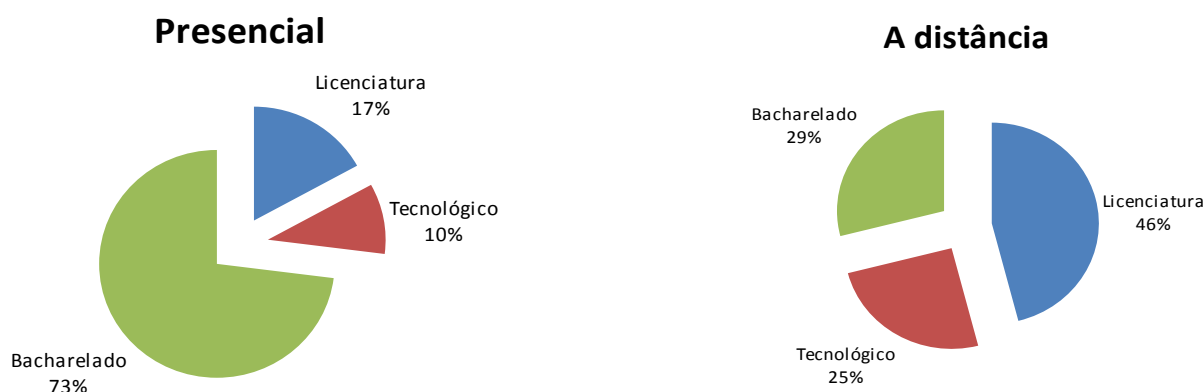 Presencial
Licenciatura
17%
Tecnológico
10%
Bacharelado
73%
A distância
Bacharelado
29%
Licenciatura
46%
Tecnológico
25%